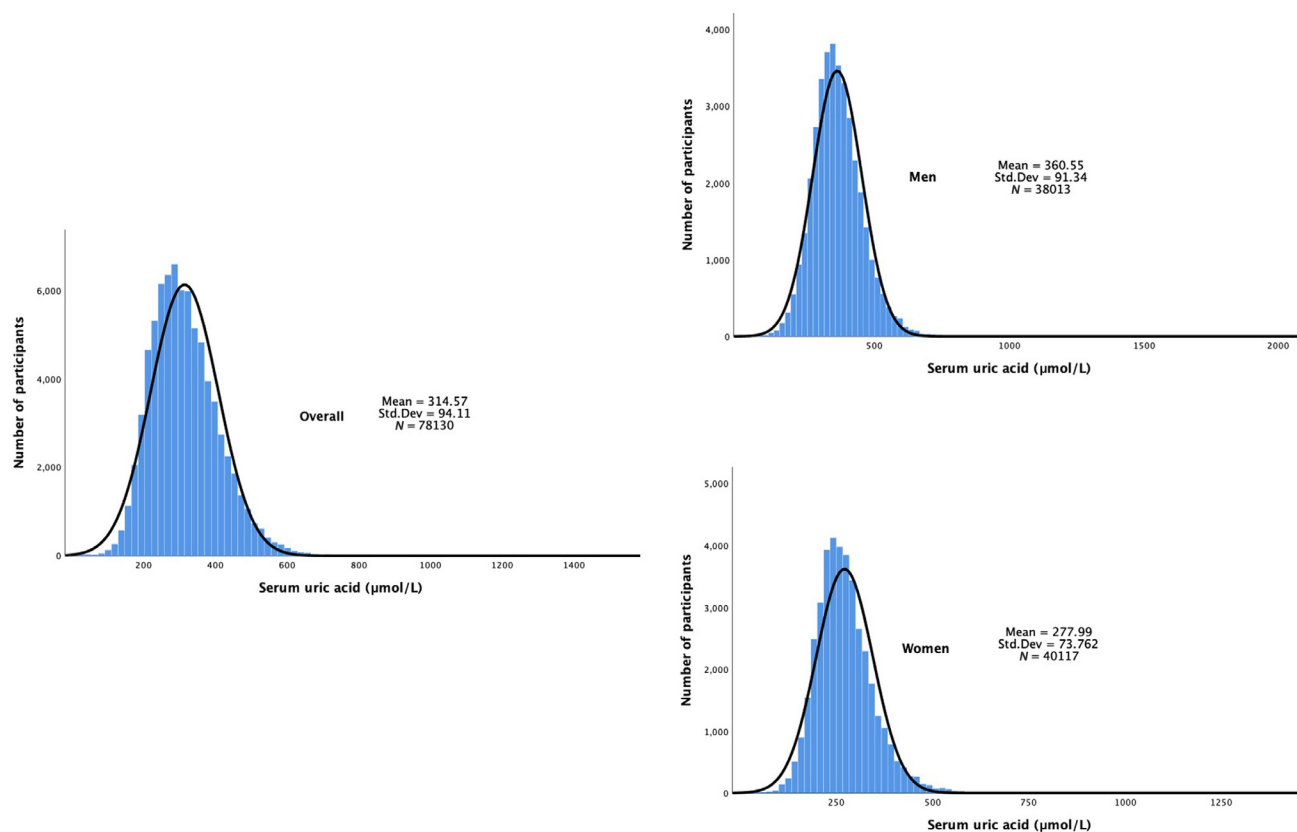 Number of participants
6,000
4,000
2,000
0
200 400 600 800 1000 1200 1400
Serum uric acid (μmol/L)
Overall
Mean = 314.57
Std.Dev = 94.11
N = 78130
Number of participants
4,000
3,000
2,000
1,000
0
500 1000 1500 2000
Serum uric acid (μmol/L)
Men
Mean = 360.55
Std.Dev = 91.34
N = 38013
Number of participants
5,000
4,000
3,000
2,000
1,000
0
250 500 750 1000 1250
Serum uric acid (μmol/L)
Women
Mean = 277.99
Std.Dev = 73.762
N = 40117